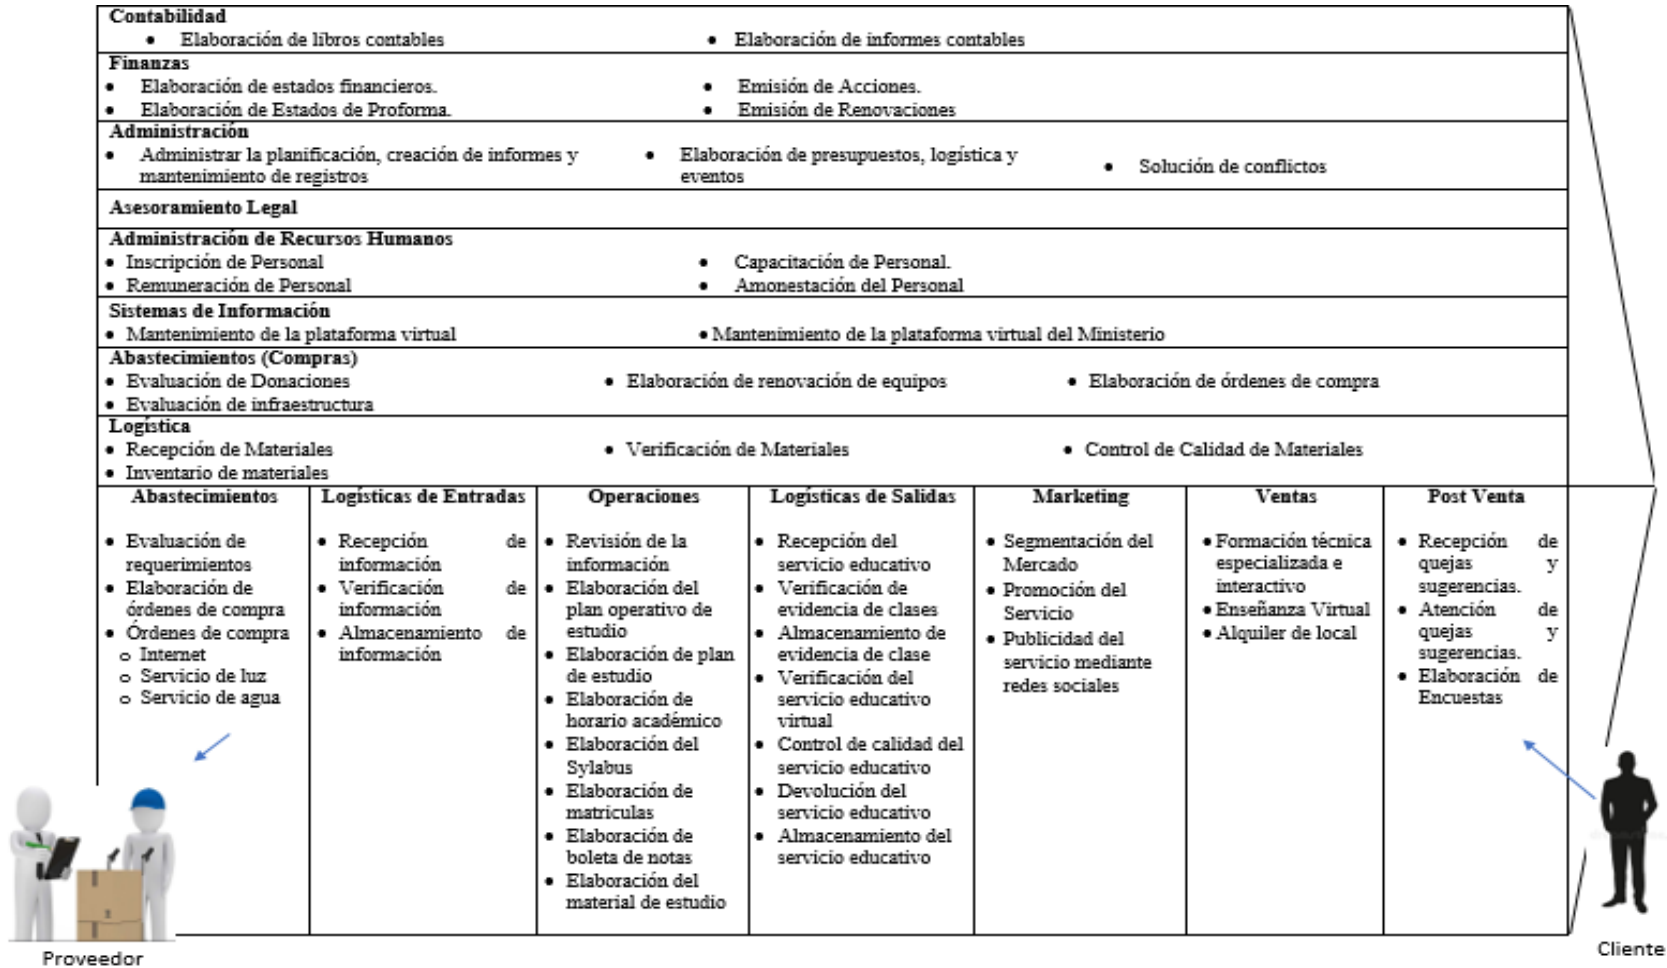 Contabilidad
• Elaboración de libros contables • Elaboración de informes contables
Finanzas
• Elaboración de estados financieros. • Emisión de Acciones.
• Elaboración de Estados de Proforma. • Emisión de Renovaciones
Administración
• Administrar la planificación, creación de informes y
mantenimiento de registros
• Elaboración de presupuestos, logística y
eventos
• Solución de conflictos
Asesoramiento Legal
Administración de Recursos Humanos
• Inscripción de Personal • Capacitación de Personal.
• Remuneración de Personal • Amonestación del Personal
Sistemas de Información
• Mantenimiento de la plataforma virtual • Mantenimiento de la plataforma virtual del Ministerio
Abastecimientos (Compras)
• Evaluación de Donaciones • Elaboración de renovación de equipos • Elaboración de órdenes de compra
• Evaluación de infraestructura
Logística
• Recepción de Materiales • Verificación de Materiales • Control de Calidad de Materiales
• Inventario de materiales
Abastecimientos
• Evaluación de
requerimientos
• Elaboración de
órdenes de compra
• Órdenes de compra
o Internet
o Servicio de luz
o Servicio de agua
Logísticas de Entradas
• Recepción de
información
• Verificación de
información
• Almacenamiento de
información
Operaciones
• Revisión de la
información
• Elaboración del
plan operativo de
estudio
• Elaboración de plan
de estudio
• Elaboración de
horario académico
• Elaboración del
Sylabus
• Elaboración de
matriculas
• Elaboración de
boleta de notas
• Elaboración del
material de estudio
Logísticas de Salidas
• Recepción del
servicio educativo
• Verificación de
evidencia de clases
• Almacenamiento de
evidencia de clase
• Verificación del
servicio educativo
virtual
• Control de calidad del
servicio educativo
• Devolución del
servicio educativo
• Almacenamiento del
servicio educativo
Marketing
• Segmentación del
Mercado
• Promoción del
Servicio
• Publicidad del
servicio mediante
redes sociales
Ventas
• Formación técnica
especializada e
interactivo
• Enseñanza Virtual
• Alquiler de local
Post Venta
• Recepción de
quejas y
sugerencias.
• Atención de
quejas y
sugerencias.
• Elaboración de
Encuestas
Proveedor
Cliente